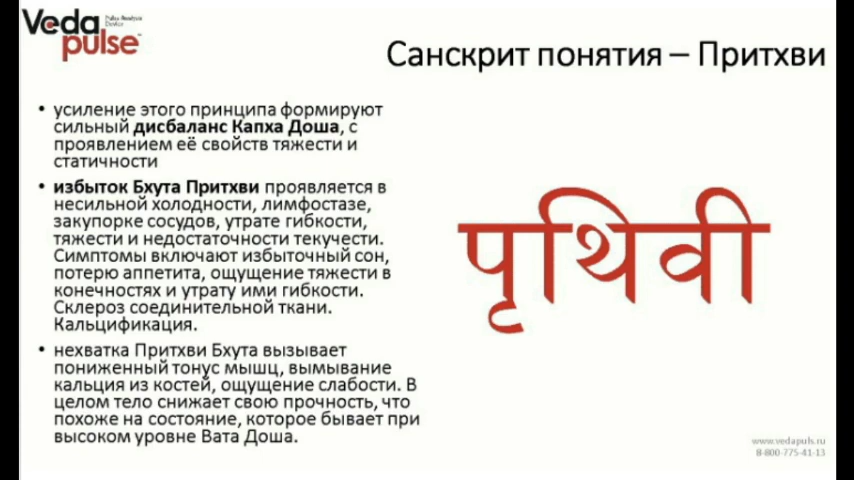 Veda Pulse Analysis
Device
pulse™
Санскрит понятия – Притхви
• усиление этого принципа формируют
сильный дисбаланс Капха Доша, с
проявлением её свойств тяжести и
статичности
• избыток Бхута Притхви проявляется в
несильной холодности, лимфостазе,
закупорке сосудов, утрате гибкости,
тяжести и недостаточности текучести.
Симптомы включают избыточный сон,
потерю аппетита, ощущение тяжести в
конечностях и утрату ими гибкости.
Склероз соединительной ткани.
Кальцификация.
पृथिवी
• нехватка Притхви Бхута вызывает
пониженный тонус мышц, вымывание
кальция из костей, ощущение слабости. В
целом тело снижает свою прочность, что
похоже на состояние, которое бывает при
высоком уровне Вата Доша.
www.vedapuls.ru
8-800-775-41-13